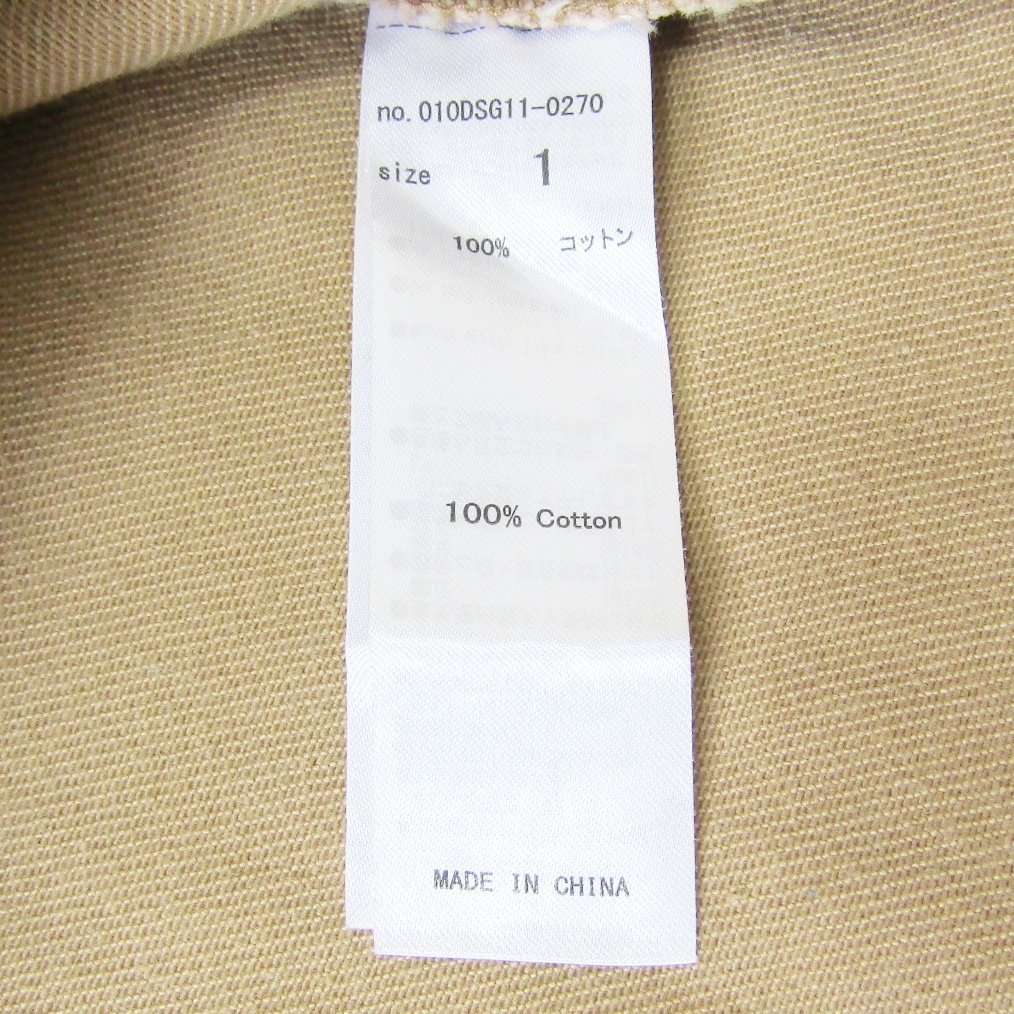 no. 010DSG11-0270
size 1
100% コットン
100% Cotton
MADE IN CHINA